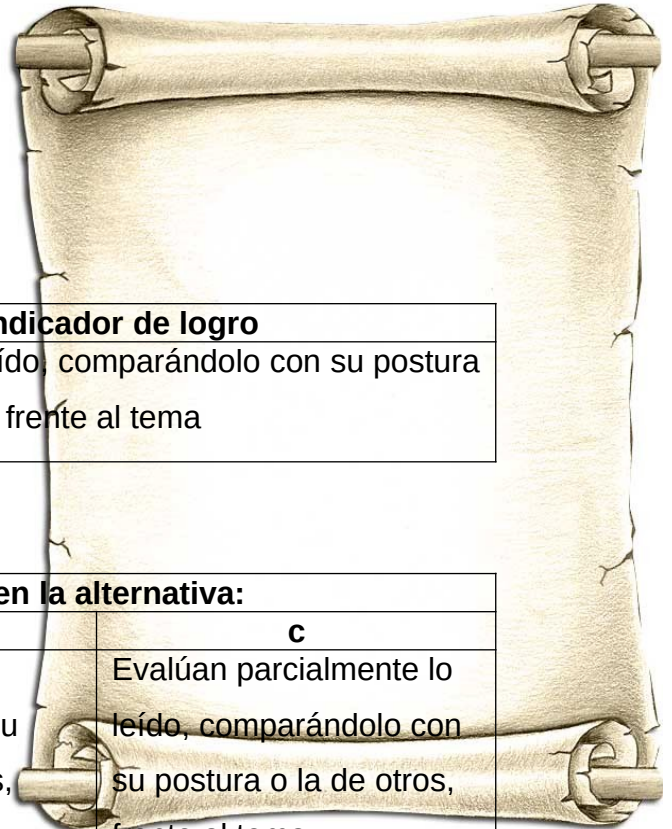 ndicador de logro
ído, comparándolo con su postura
frente al tema
en la alternativa:
c
Evalúan parcialmente lo
u leído, comparándolo con
s, su postura o la de otros,